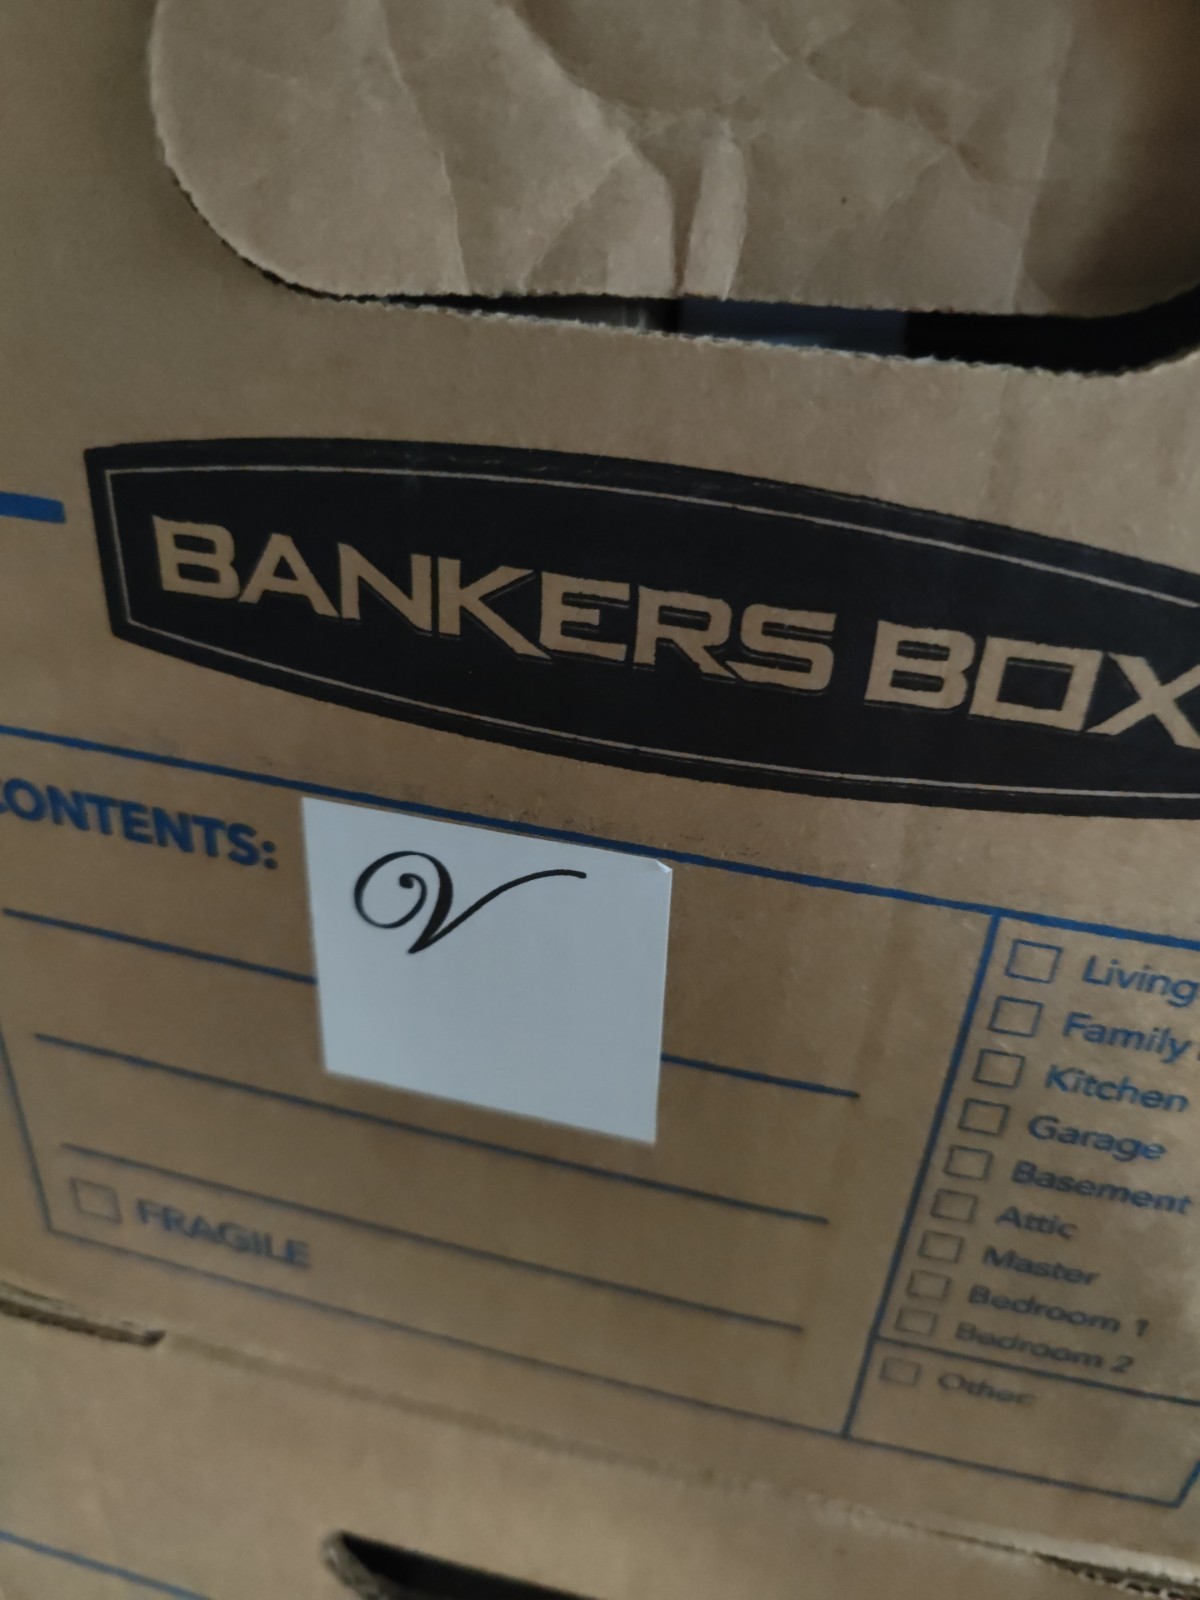 BANKERS BOX
CONTENTS:
V
Living
Family
Kitchen
Garage
Basement
Attic
Master
Bedroom 1
Bedroom 2
Other
FRAGILE